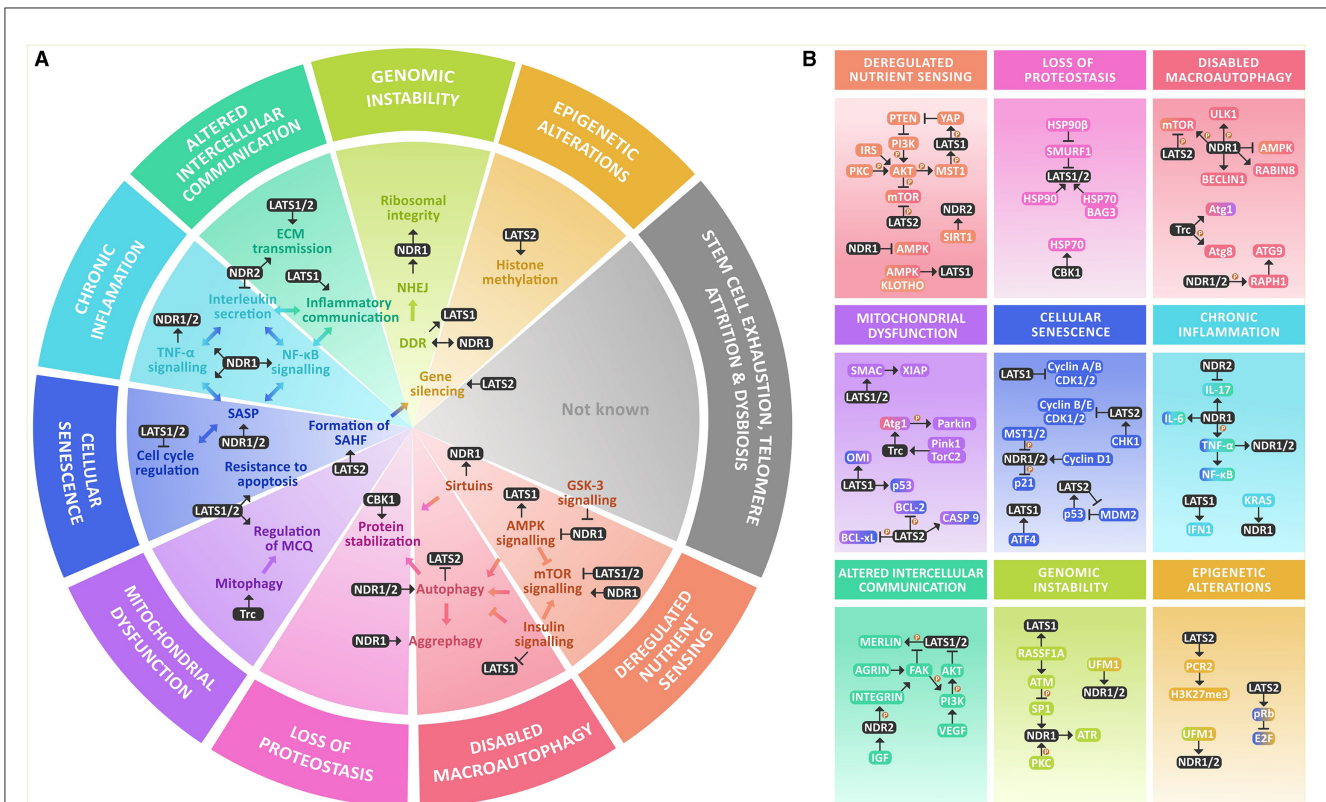 A
GENOMIC
INSTABILITY
EPIGENETIC
ALTERATIONS
STEM CELL EXHAUSTION, TELOMERE
ATTRITION & DYSBIOSIS
DEREGULATED
NUTRIENT
SENSING
DISABLED
MACROAUTOPHAGY
LOSS OF
PROTEOSTASIS
MITOCHONDRIAL
DYSFUNCTION
CELLULAR
SENESCENCE
CHRONIC
INFLAMATION
ALTERED
INTERCELLULAR
COMMUNICATION
LATS1/2
ECM
transmission
NDR2
LATS1
Interleukin
secretion
Inflammatory
communication
NDR1/2
TNF-α
signalling
NDR1
NF-κB
signalling
Ribosomal
integrity
NDR1
NHEJ
LATS1
DDR
NDR1
Gene
silencing
LATS2
LATS2
Histone
methylation
Not known
SASP
NDR1/2
LATS1/2
Cell cycle
regulation
Formation of
SAHF
LATS2
Resistance to
apoptosis
LATS1/2
Regulation
of MCQ
Mitophagy
Trc
CBK1
Protein
stabilization
NDR1
Sirtuins
LATS1
AMPK
signalling
GSK-3
signalling
NDR1
LATS2
NDR1/2
Autophagy
mTOR
signalling
LATS1/2
NDR1
NDR1
Aggrephagy
Insulin
signalling
LATS1
B
DEREGULATED
NUTRIENT SENSING
PTEN
YAP
P
PI3K
LATS1
IRS
P
P
PKC
AKT
P
MST1
P
mTOR
P
LATS2
NDR2
SIRT1
NDR1
AMPK
AMPK
KLOTHO
LATS1
LOSS OF
PROTEOSTASIS
HSP90β
SMURF1
LATS1/2
HSP90
HSP70
BAG3
HSP70
CBK1
DISABLED
MACROAUTOPHAGY
ULK1
mTOR
P
P
P
LATS2
NDR1
AMPK
RABIN8
BECLIN1
Atg1
Trc
P
Atg8
ATG9
NDR1/2
P
RAPH1
MITOCHONDRIAL
DYSFUNCTION
SMAC
XIAP
LATS1/2
Atg1
P
Parkin
Trc
Pink1
TorC2
OMI
LATS1
p53
BCL-2
P
CASP 9
BCL-xL
LATS2
CELLULAR
SENESCENCE
LATS1
Cyclin A/B
CDK1/2
Cyclin B/E
CDK1/2
LATS2
CHK1
MST1/2
P
NDR1/2
Cyclin D1
P
p21
LATS2
LATS1
p53
MDM2
ATF4
CHRONIC
INFLAMMATION
NDR2
IL-17
IL-6
NDR1
P
TNF-α
NDR1/2
NF-κB
LATS1
KRAS
IFN1
NDR1
ALTERED INTERCELLULAR
COMMUNICATION
MERLIN
P
LATS1/2
AGRIN
FAK
AKT
P
P
INTEGRIN
PI3K
P
NDR2
VEGF
IGF
GENOMIC
INSTABILITY
LATS1
RASSF1A
UFM1
ATM
P
NDR1/2
SP1
NDR1
ATR
P
PKC
EPIGENETIC
ALTERATIONS
LATS2
PCR2
H3K27me3
LATS2
pRb
UFM1
E2F
NDR1/2